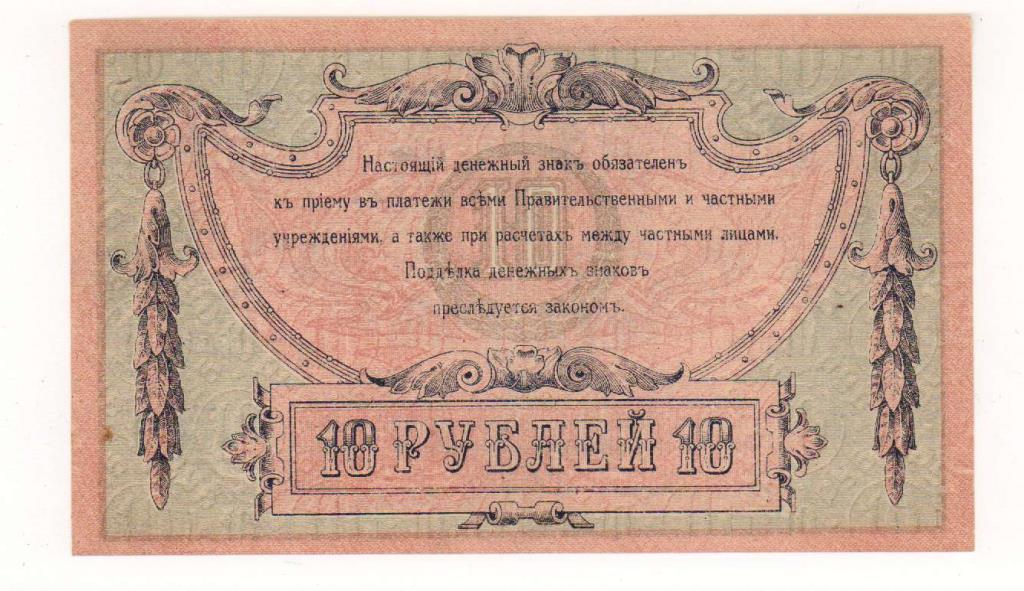 Настоящій денежный знакъ обязателенъ
къ пріему въ платежи всѣми Правительственными и частными
учрежденіями, а также при расчетахъ между частными лицами.
Поддѣлка денежныхъ знаковъ
преслѣдуется закономъ.
10
10 РУБЛЕЙ 10